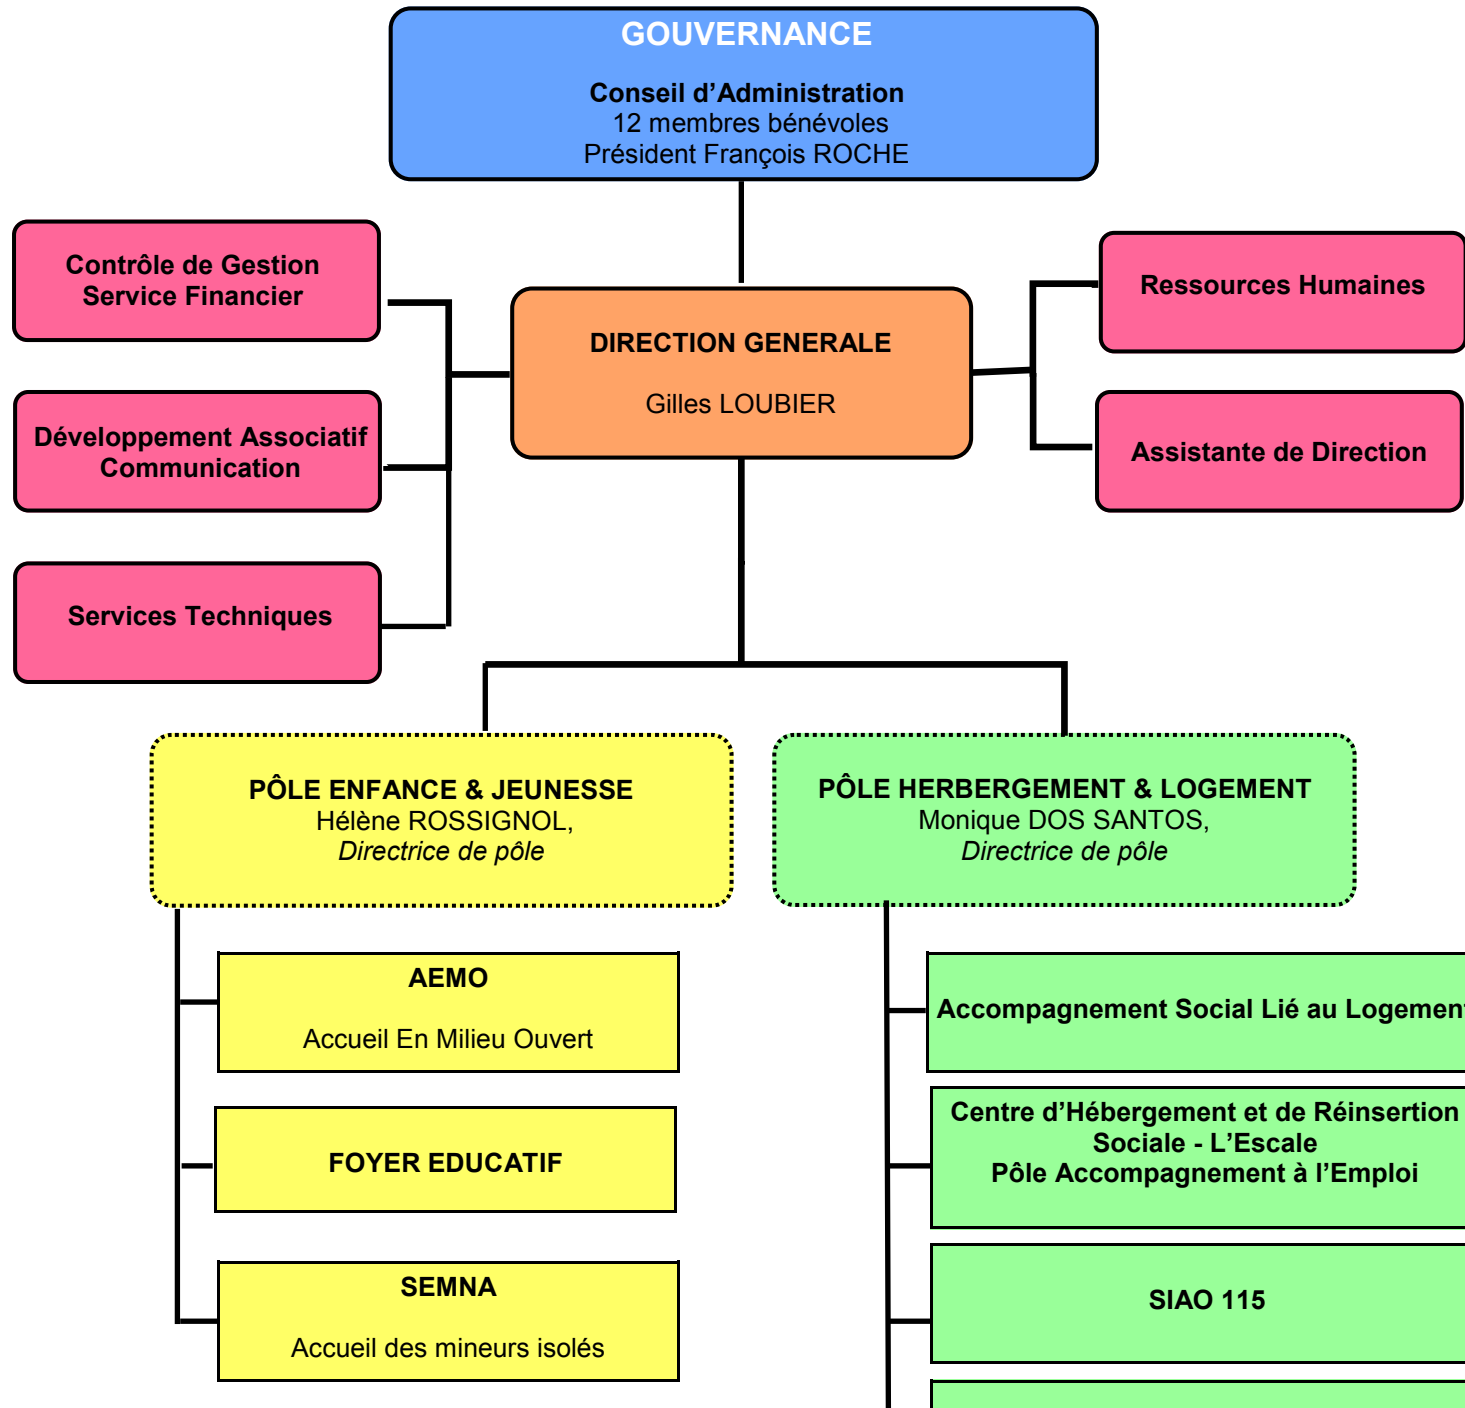 GOUVERNANCE
Conseil d’Administration
12 membres bénévoles
Président François ROCHE
Contrôle de Gestion
Service Financier
Ressources Humaines
DIRECTION GENERALE
Gilles LOUBIER
Développement Associatif
Communication
Assistante de Direction
Services Techniques
PÔLE ENFANCE & JEUNESSE
Hélène ROSSIGNOL,
Directrice de pôle
PÔLE HERBERGEMENT & LOGEMENT
Monique DOS SANTOS,
Directrice de pôle
AEMO
Accueil En Milieu Ouvert
FOYER EDUCATIF
SEMNA
Accueil des mineurs isolés
Accompagnement Social Lié au Logement
Centre d’Hébergement et de Réinsertion
Sociale - L’Escale
Pôle Accompagnement à l’Emploi
SIAO 115